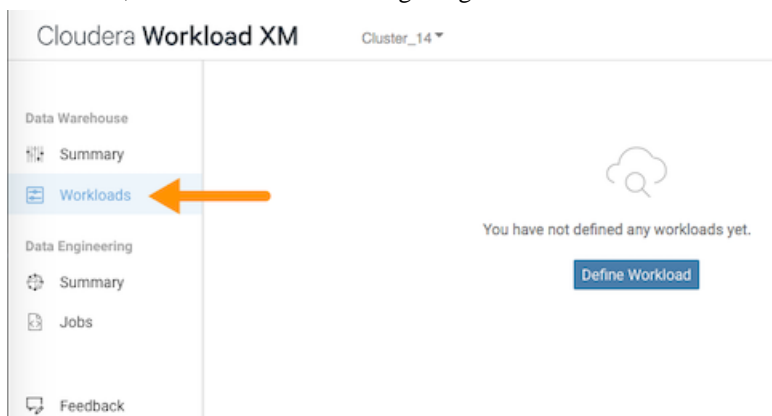 Cloudera Workload XM
Cluster_14
Data Warehouse
Summary
Workloads
Data Engineering
Summary
Jobs
Feedback
You have not defined any workloads yet.
Define Workload